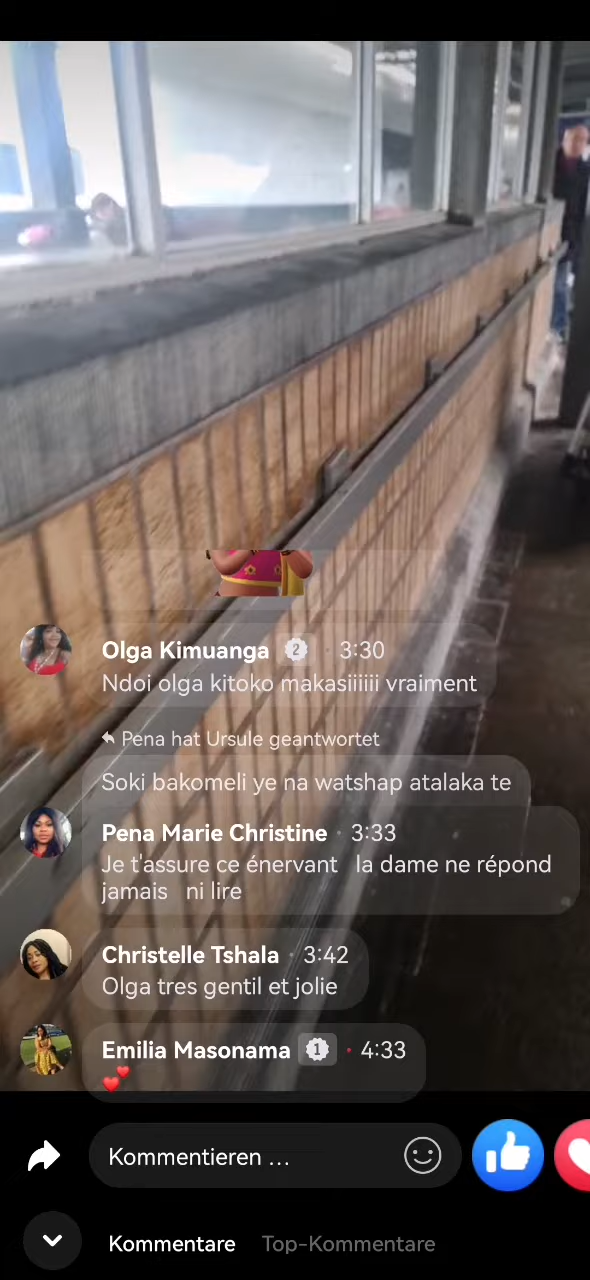 Olga Kimuanga 2 · 3:30
Ndoi olga kitoko makasiiiiii vraiment
Pena hat Ursule geantwortet
Soki bakomeli ye na watshap atalaka te
Pena Marie Christine · 3:33
Je t'assure ce énervant   la dame ne répond
jamais   ni lire
Christelle Tshala · 3:42
Olga tres gentil et jolie
Emilia Masonama 1 · 4:33
💕
Kommentieren ...
Kommentare Top-Kommentare